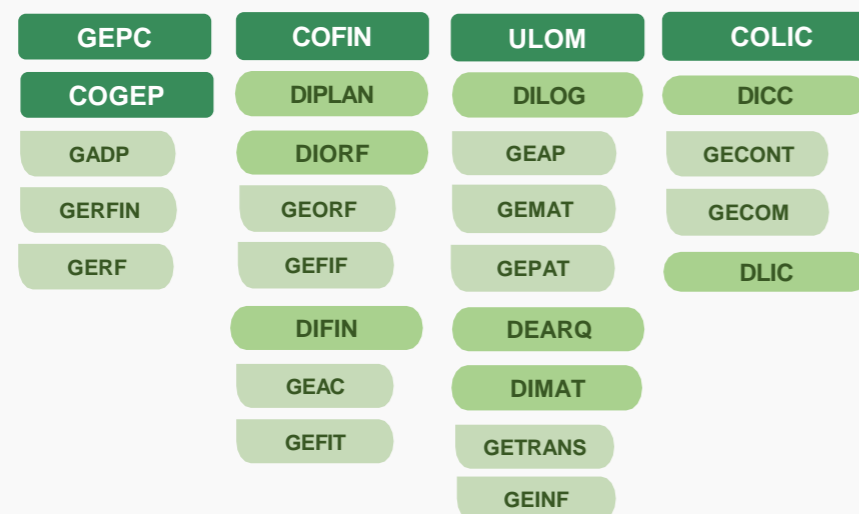 GEPC
COGEP
GADP
GERFIN
GERF
COFIN
DIPLAN
DIORF
GEORF
GEFIF
DIFIN
GEAC
GEFIT
ULOM
DILOG
GEAP
GEMAT
GEPAT
DEARQ
DIMAT
GETRANS
GEINF
COLIC
DICC
GECONT
GECOM
DLIC